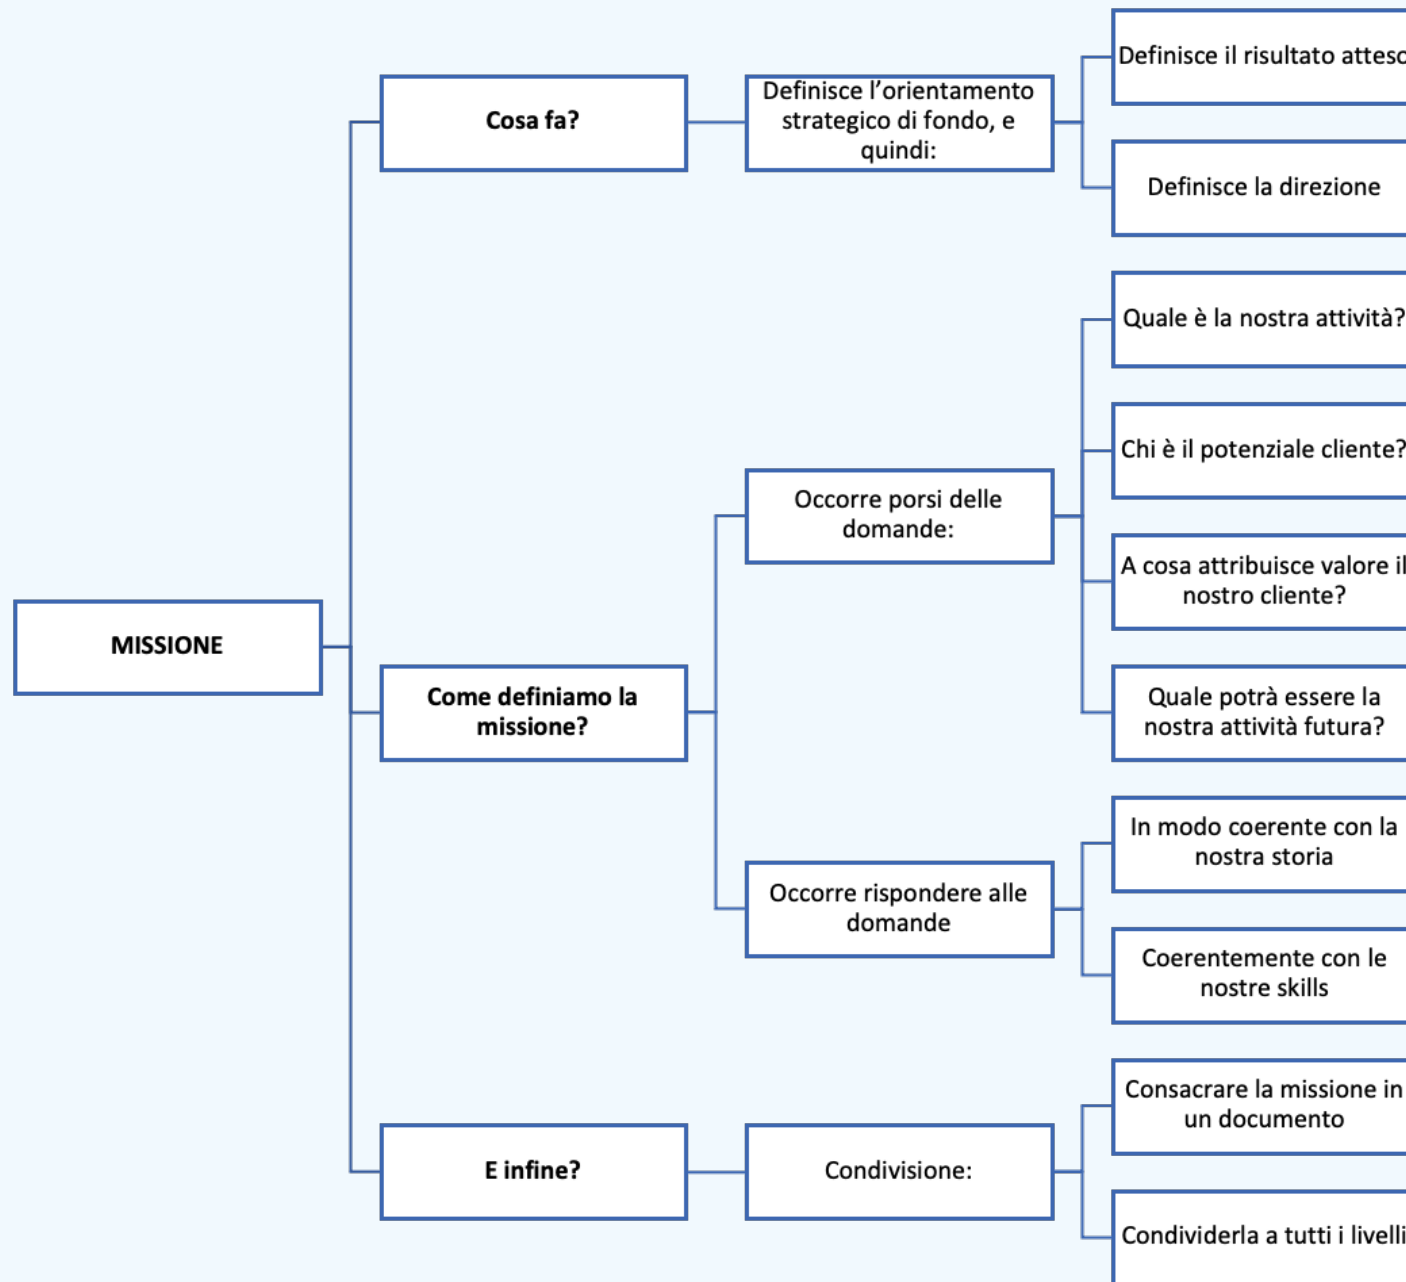 MISSIONE
Cosa fa?
Definisce l’orientamento
strategico di fondo, e
quindi:
Definisce il risultato atteso
Definisce la direzione
Come definiamo la
missione?
Occorre porsi delle
domande:
Quale è la nostra attività?
Chi è il potenziale cliente?
A cosa attribuisce valore il
nostro cliente?
Quale potrà essere la
nostra attività futura?
Occorre rispondere alle
domande
In modo coerente con la
nostra storia
Coerentemente con le
nostre skills
E infine?
Condivisione:
Consacrare la missione in
un documento
Condividerla a tutti i livelli